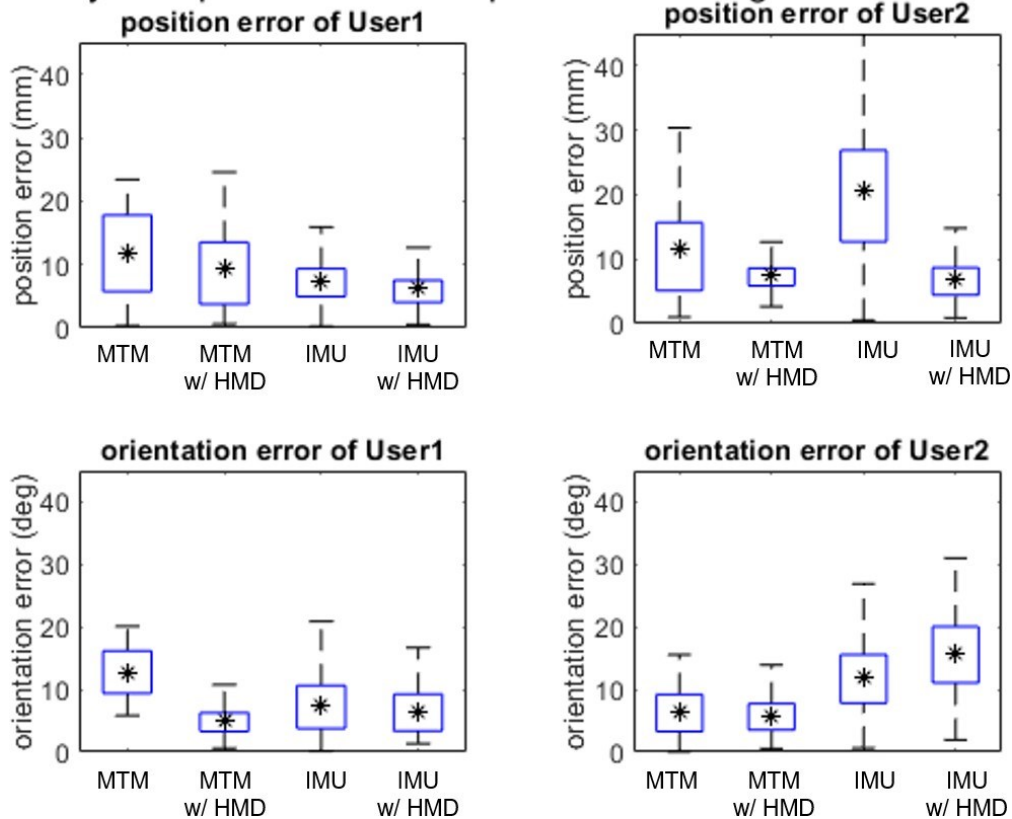 position error of User1
position error (mm)
40
30
20
10
0
MTM
MTM
w/ HMD
IMU
IMU
w/ HMD
position error of User2
position error (mm)
40
30
20
10
0
MTM
MTM
w/ HMD
IMU
IMU
w/ HMD
orientation error of User1
orientation error (deg)
40
30
20
10
0
MTM
MTM
w/ HMD
IMU
IMU
w/ HMD
orientation error of User2
orientation error (deg)
40
30
20
10
0
MTM
MTM
w/ HMD
IMU
IMU
w/ HMD